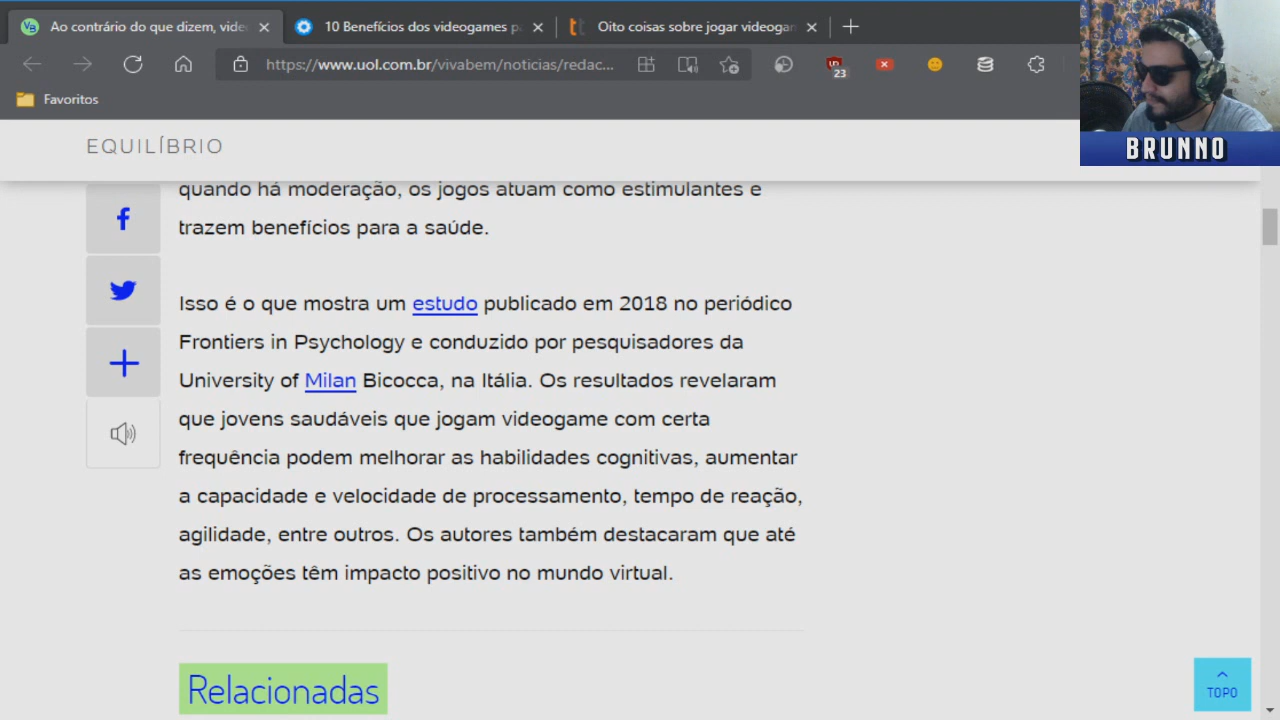 Ao contrário do que dizem, vide
10 Benefícios dos videogames p
Oito coisas sobre jogar videogan
https://www.uol.com.br/vivabem/noticias/redac...
23
Favoritos
BRUNNO
EQUILÍBRIO
quando há moderação, os jogos atuam como estimulantes e
trazem benefícios para a saúde.
Isso é o que mostra um estudo publicado em 2018 no periódico
Frontiers in Psychology e conduzido por pesquisadores da
University of Milan Bicocca, na Itália. Os resultados revelaram
que jovens saudáveis que jogam videogame com certa
frequência podem melhorar as habilidades cognitivas, aumentar
a capacidade e velocidade de processamento, tempo de reação,
agilidade, entre outros. Os autores também destacaram que até
as emoções têm impacto positivo no mundo virtual.
Relacionadas
TOPO